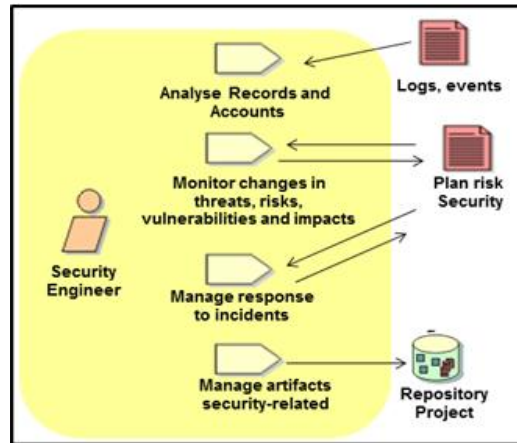 Analyse Records and
Accounts
Logs, events
Monitor changes in
threats, risks,
vulnerabilities and impacts
Plan risk
Security
Security
Engineer
Manage response
to incidents
Manage artifacts
security-related
Repository
Project